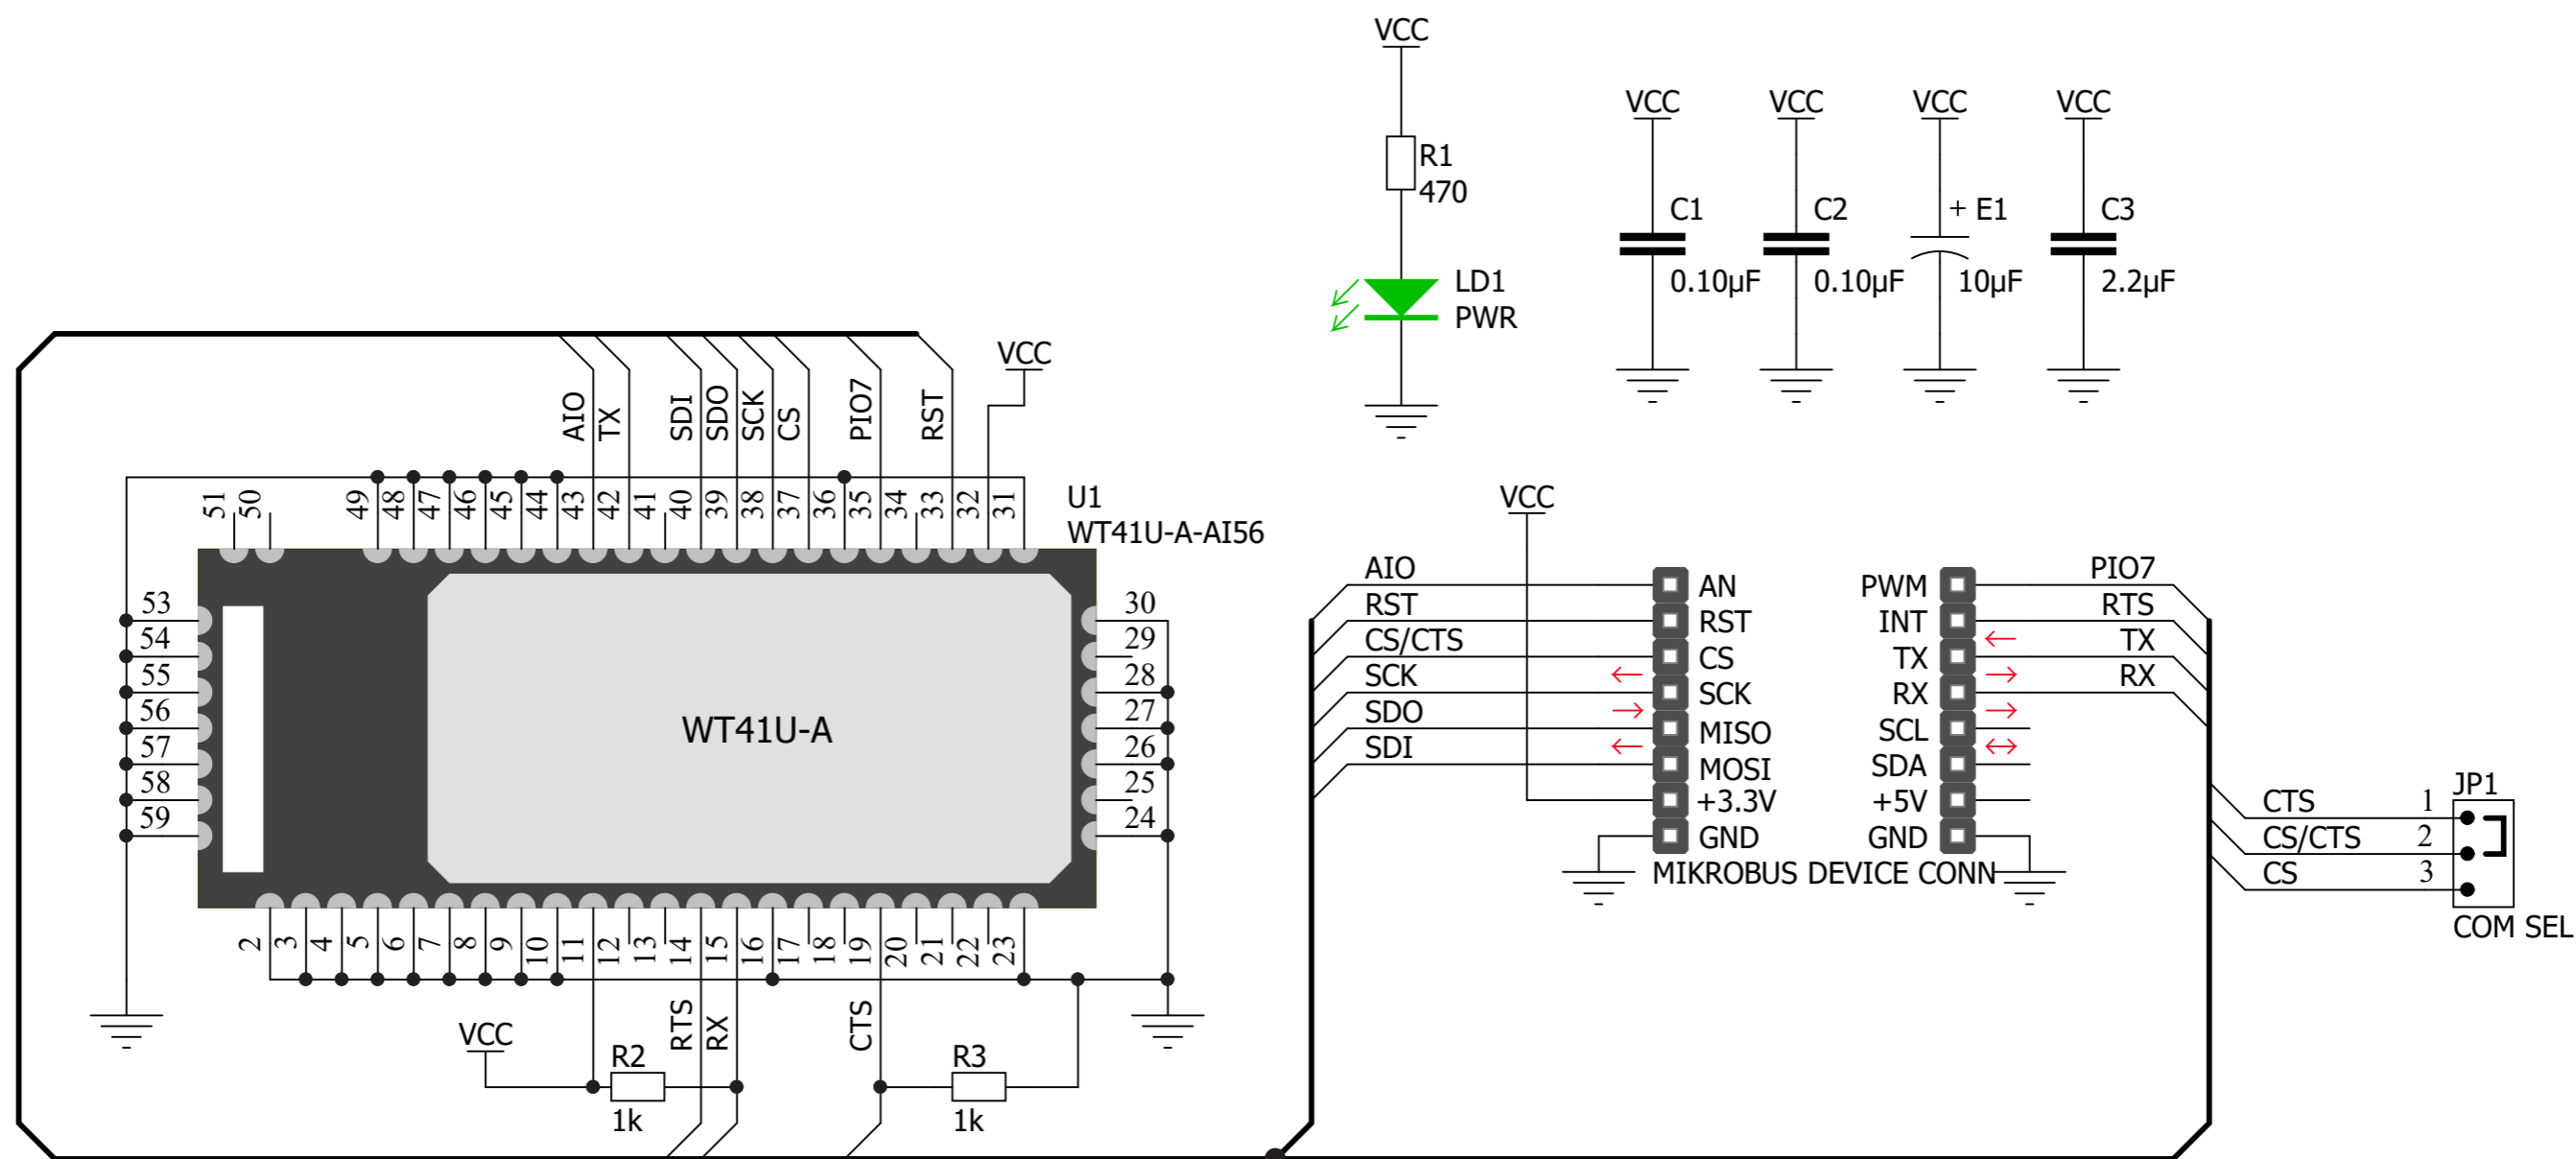 VCC
R1
470
LD1
PWR
VCC
C1
0.10µF
VCC
C2
0.10µF
VCC
+ E1
10µF
VCC
C3
2.2µF
VCC
AIO
TX
SDI
SDO
SCK
CS
PIO7
RST
51
50
49
48
47
46
45
44
43
42
41
40
39
38
37
36
35
34
33
32
31
U1
WT41U-A-AI56
53
54
55
56
57
58
59
WT41U-A
30
29
28
27
26
25
24
2
3
4
5
6
7
8
9
10
11
12
13
14
15
16
17
18
19
20
21
22
23
RTS
RX
CTS
VCC
R2
1k
R3
1k
VCC
AIO
RST
CS/CTS
SCK
SDO
SDI
AN
RST
CS
SCK
MISO
MOSI
+3.3V
GND
PWM
INT
TX
RX
SCL
SDA
+5V
GND
MIKROBUS DEVICE CONN
PIO7
RTS
TX
RX
CTS
CS/CTS
CS
1
2
3
JP1
COM SEL